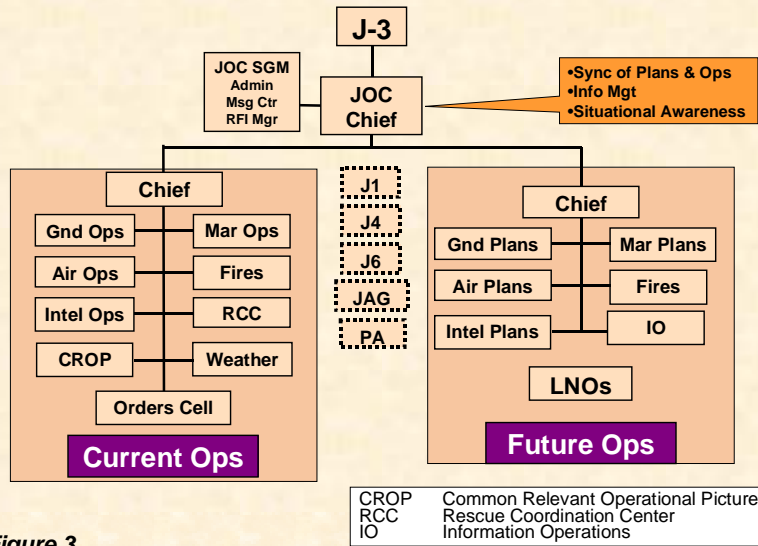 J-3
JOC SGM
Admin
Msg Ctr
RFI Mgr
JOC
Chief
•Sync of Plans & Ops
•Info Mgt
•Situational Awareness
Chief
Gnd Ops
Mar Ops
Air Ops
Fires
Intel Ops
RCC
CROP
Weather
Orders Cell
Current Ops
J1
J4
J6
JAG
PA
Chief
Gnd Plans
Mar Plans
Air Plans
Fires
Intel Plans
IO
LNOs
Future Ops
CROP Common Relevant Operational Picture
RCC Rescue Coordination Center
IO Information Operations
Figure 3